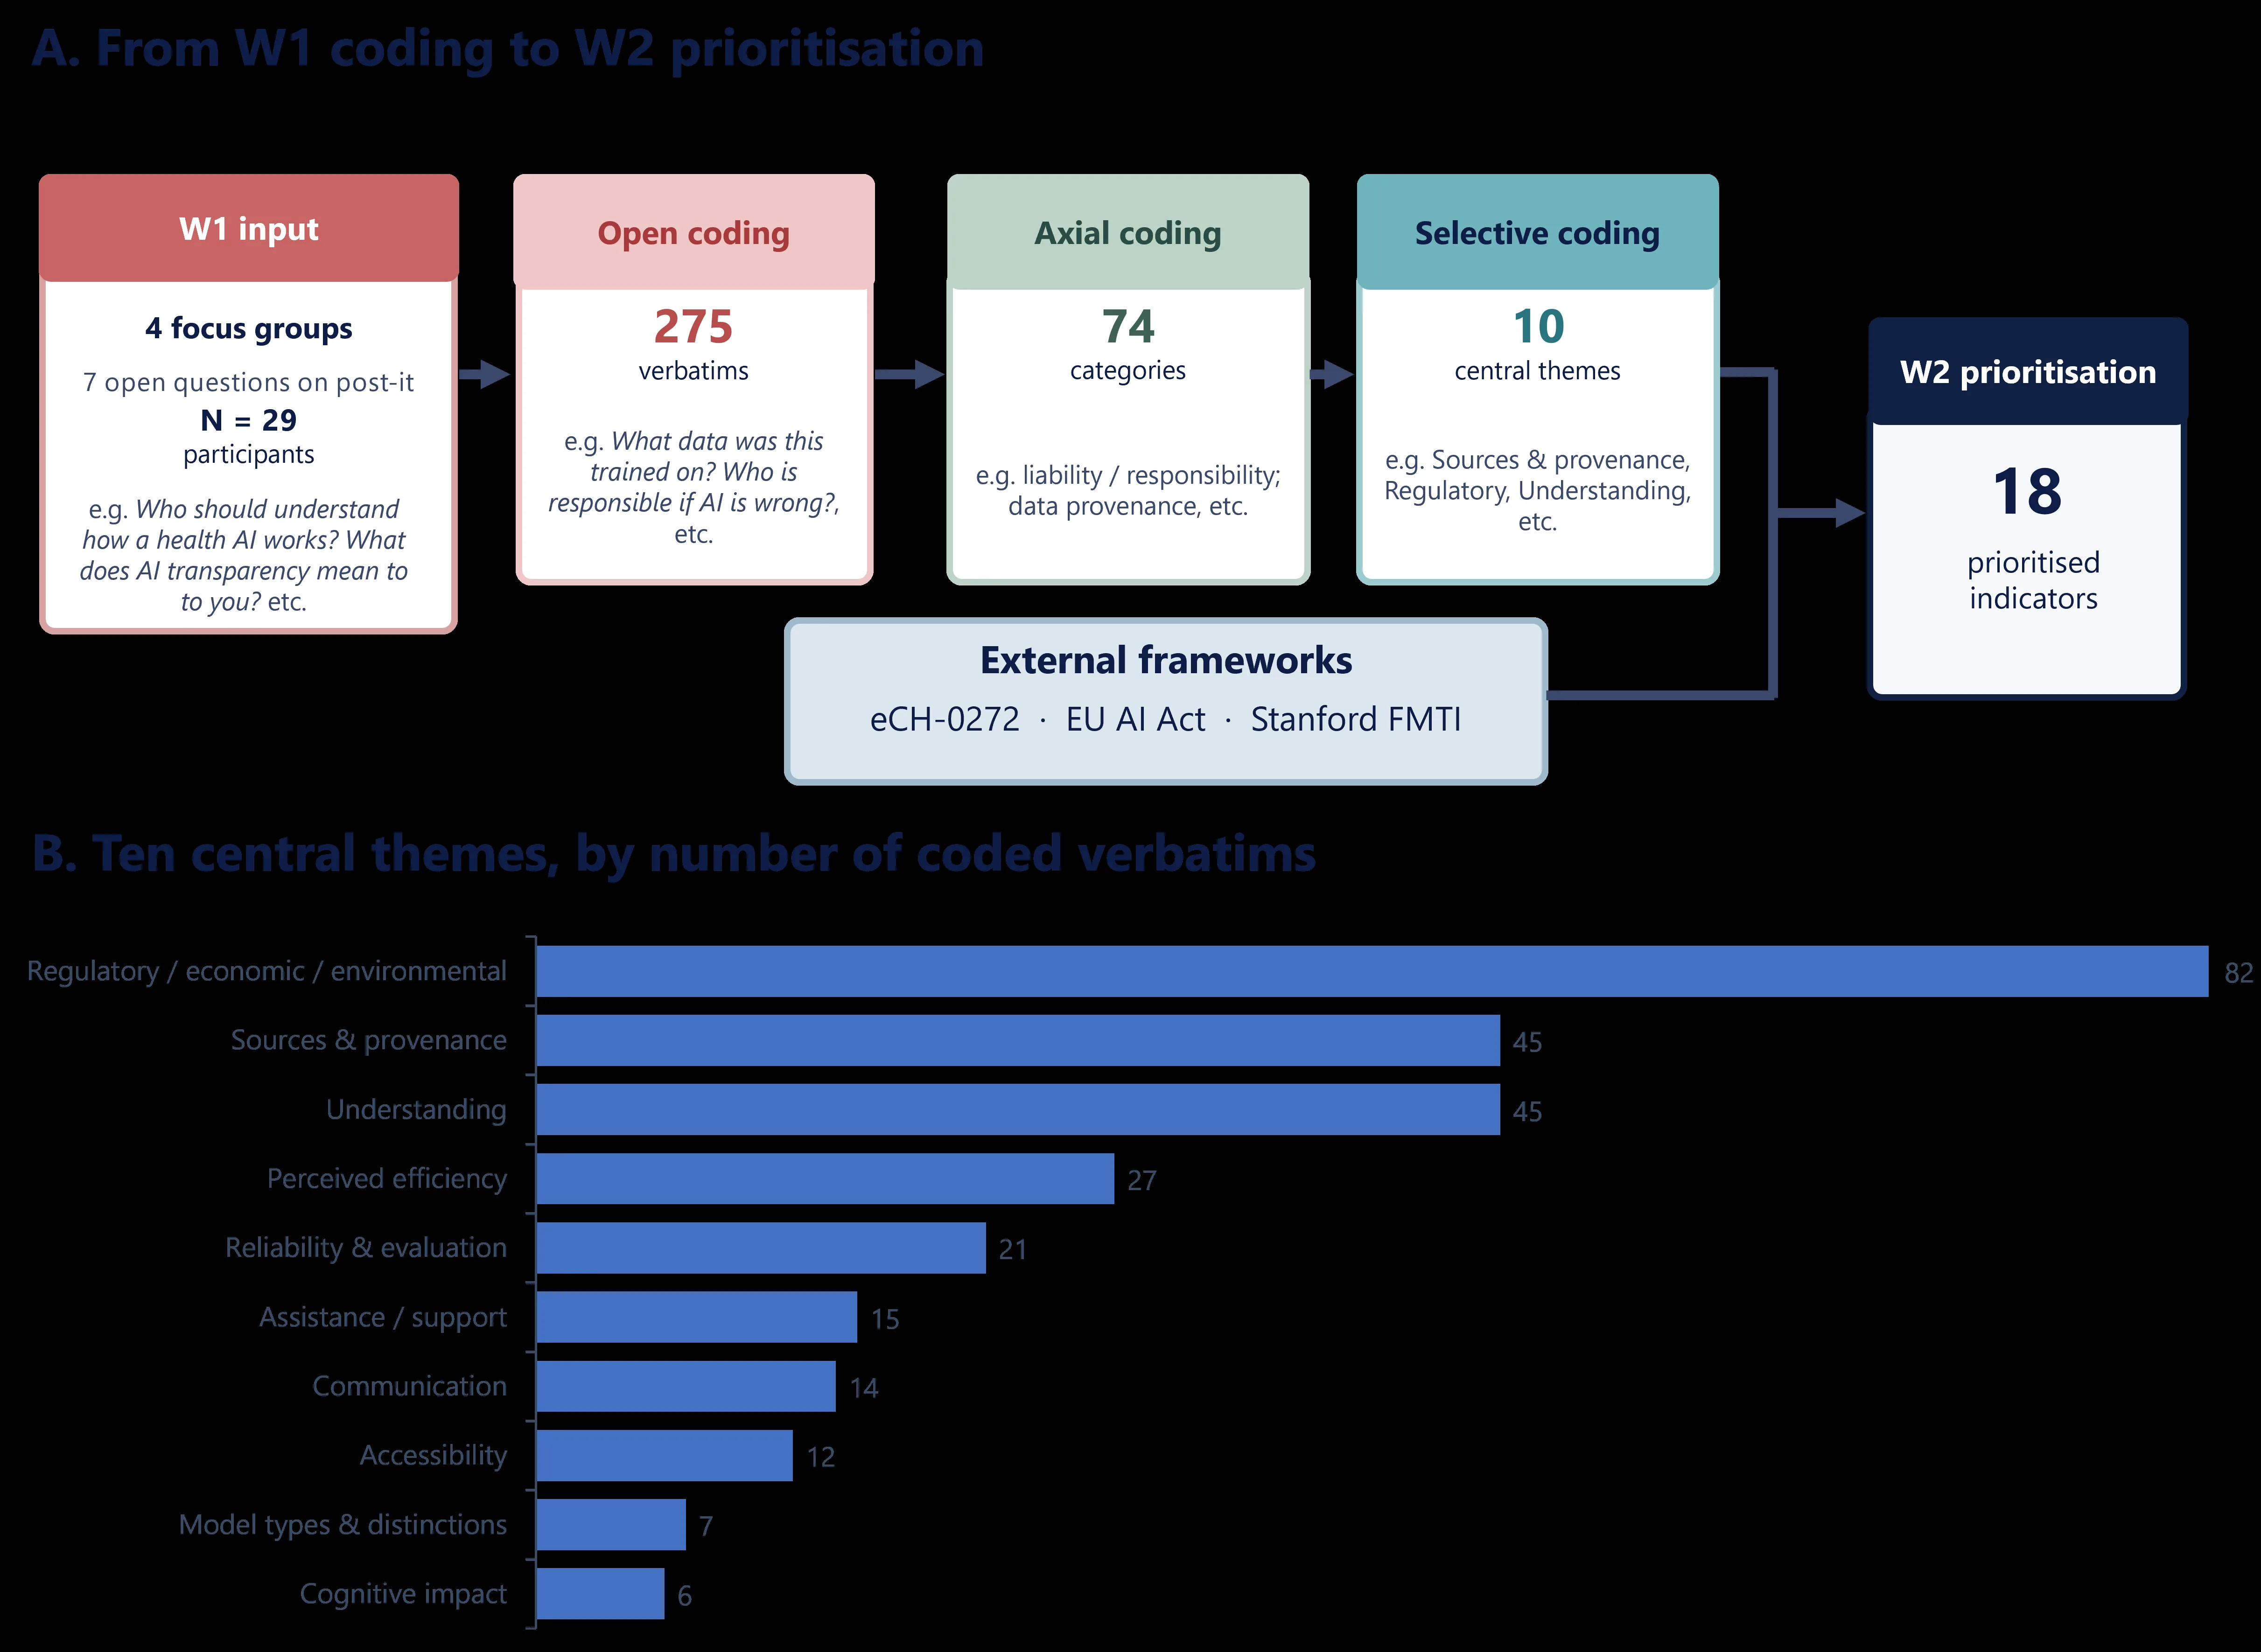 A. From W1 coding to W2 prioritisation
W1 input
4 focus groups
7 open questions on post-it
N = 29
participants
e.g. Who should understand
how a health AI works? What
does AI transparency mean to
to you? etc.
Open coding
275
verbatims
e.g. What data was this
trained on? Who is
responsible if AI is wrong?,
etc.
Axial coding
74
categories
e.g. liability / responsibility;
data provenance, etc.
Selective coding
10
central themes
e.g. Sources & provenance,
Regulatory, Understanding,
etc.
W2 prioritisation
18
prioritised
indicators
External frameworks
eCH-0272 · EU AI Act · Stanford FMTI
B. Ten central themes, by number of coded verbatims
Regulatory / economic / environmental 82
Sources & provenance 45
Understanding 45
Perceived efficiency 27
Reliability & evaluation 21
Assistance / support 15
Communication 14
Accessibility 12
Model types & distinctions 7
Cognitive impact 6